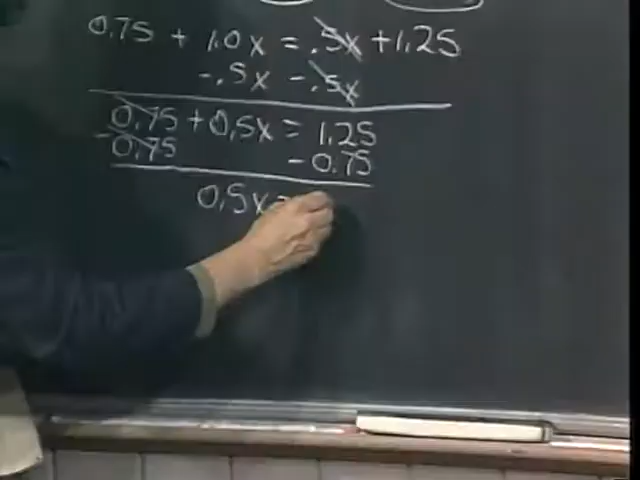 0.75 + 1.0x = .5x + 1.25
- .5x - .5x
0.75 + 0.5x = 1.25
- 0.75 - 0.75
0.5x =